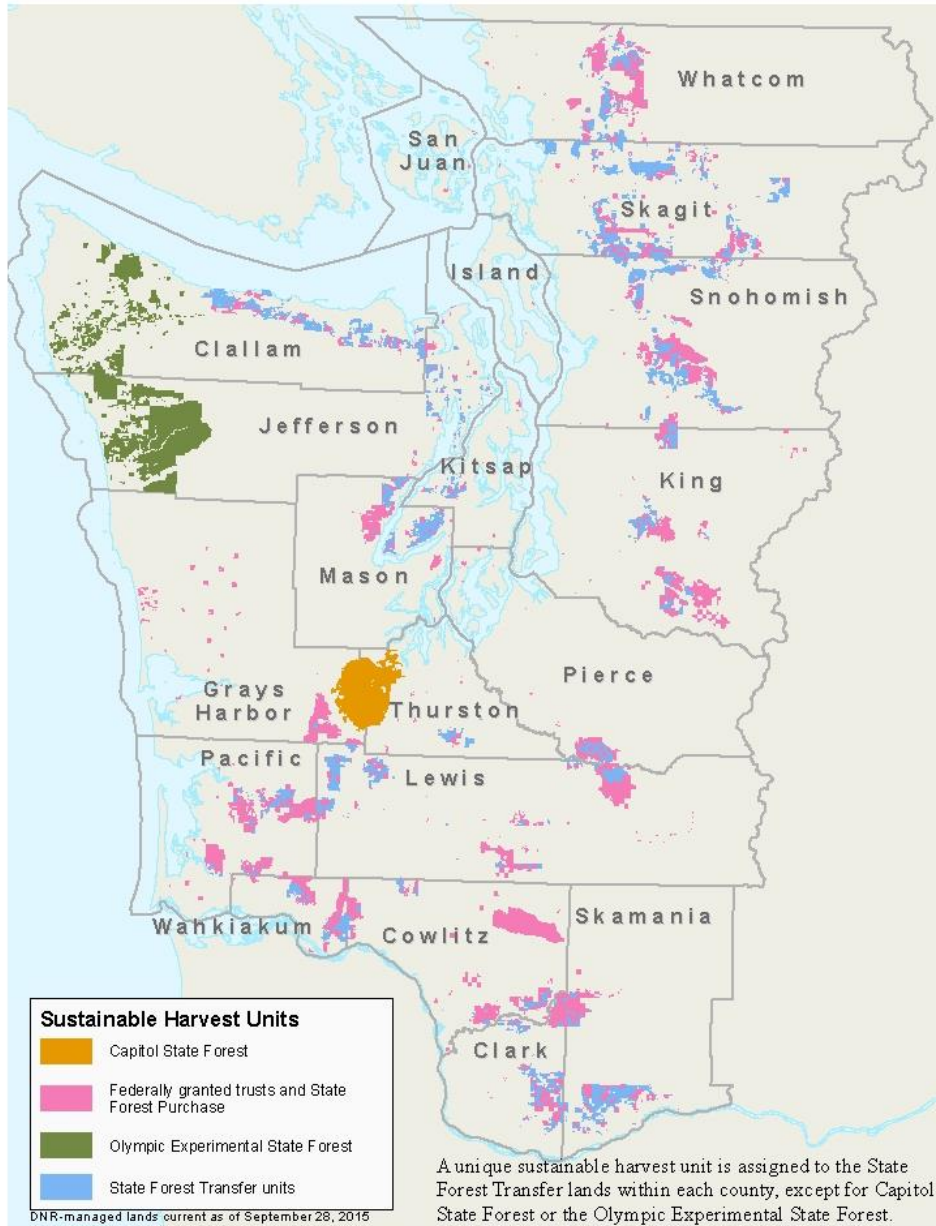 Whatcom
San
Juan
Skagit
Island
Snohomish
Clallam
Jefferson
Kitsap
King
Mason
Pierce
Grays
Harbor
Thurston
Pacific
Lewis
Wahkiakum
Cowlitz
Skamania
Clark
Sustainable Harvest Units
Capitol State Forest
Federally granted trusts and State
Forest Purchase
Olympic Experimental State Forest
State Forest Transfer units
DNR-managed lands current as of September 28, 2015
A unique sustainable harvest unit is assigned to the State
Forest Transfer lands within each county, except for Capitol
State Forest or the Olympic Experimental State Forest.